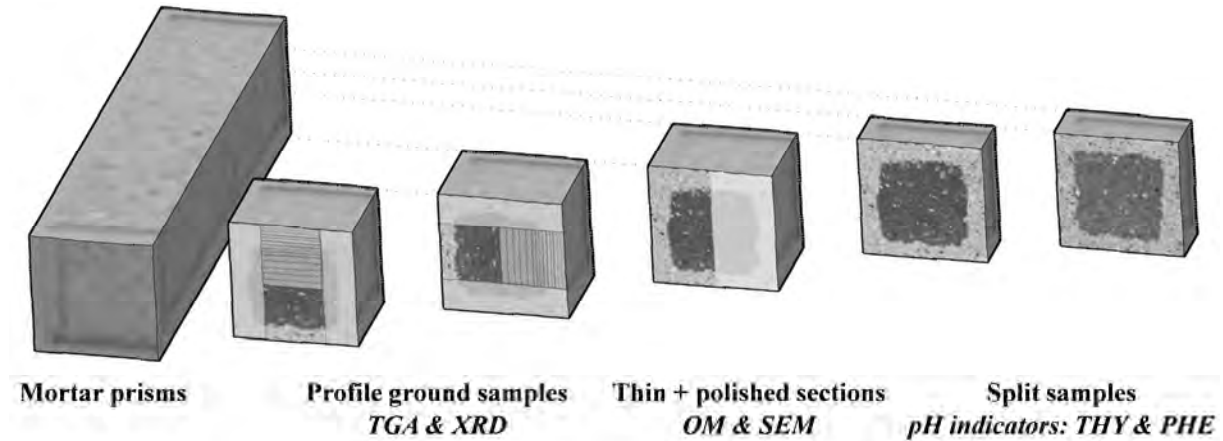 Mortar prisms
Profile ground samples
TGA & XRD
Thin + polished sections
OM & SEM
Split samples
pH indicators: THY & PHE